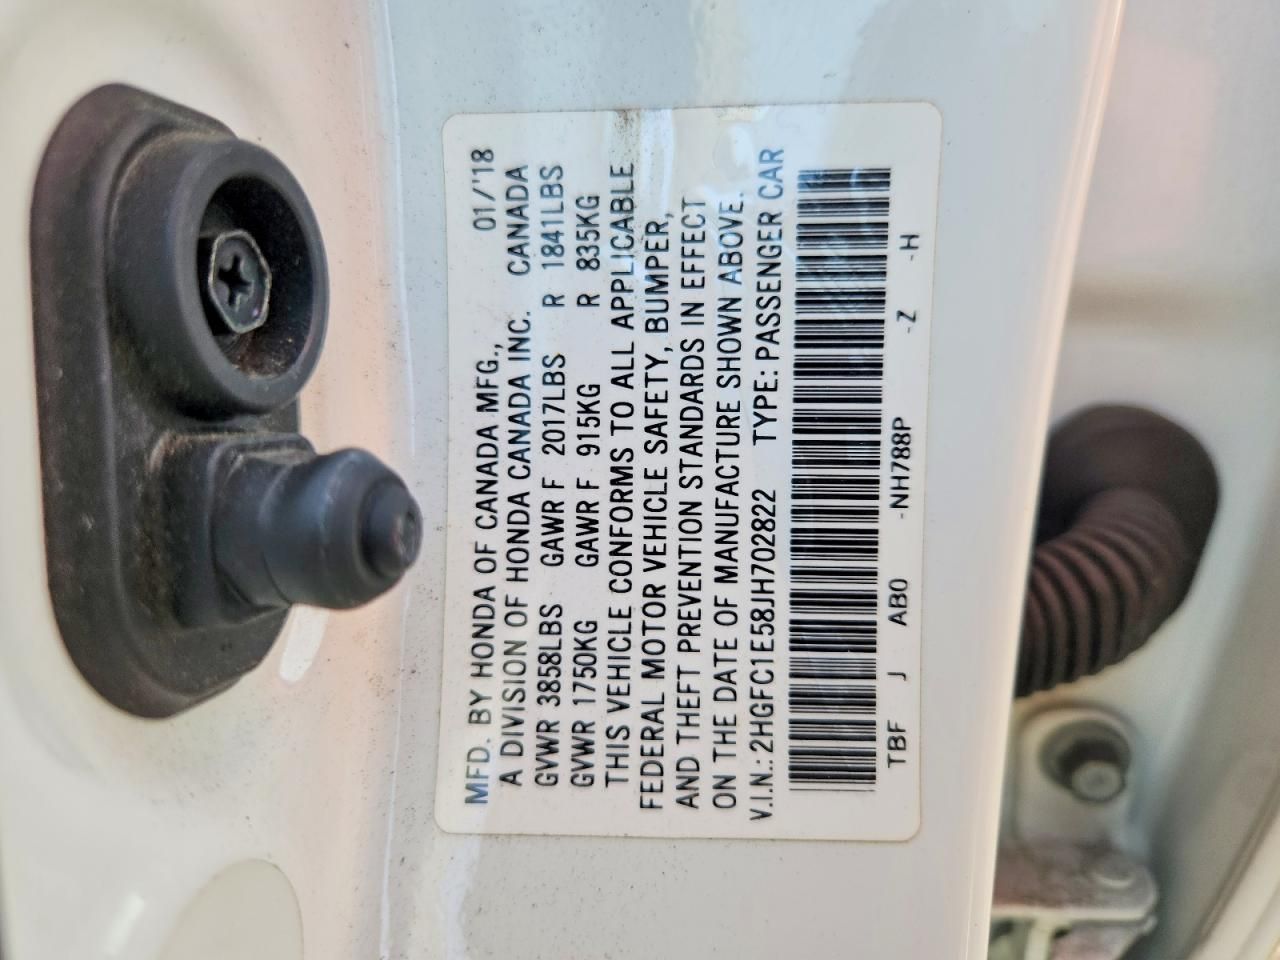 MFD. BY HONDA OF CANADA MFG., 01/'18
A DIVISION OF HONDA CANADA INC. CANADA
GVWR 3858LBS GAWR F 2017LBS R 1841LBS
GVWR 1750KG GAWR F 915KG R 835KG
THIS VEHICLE CONFORMS TO ALL APPLICABLE
FEDERAL MOTOR VEHICLE SAFETY, BUMPER,
AND THEFT PREVENTION STANDARDS IN EFFECT
ON THE DATE OF MANUFACTURE SHOWN ABOVE.
V.I.N.: 2HGFC1E58JH702822 TYPE: PASSENGER CAR
TBF J AB0 -NH788P -Z -H